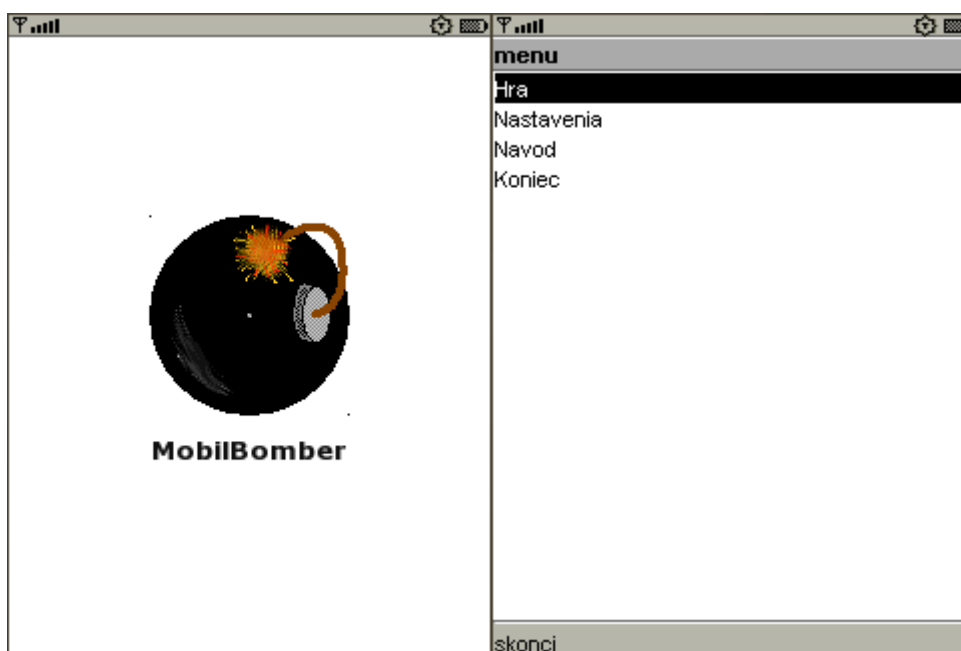 MobilBomber
menu
Hra
Nastavenia
Navod
Koniec
skonci